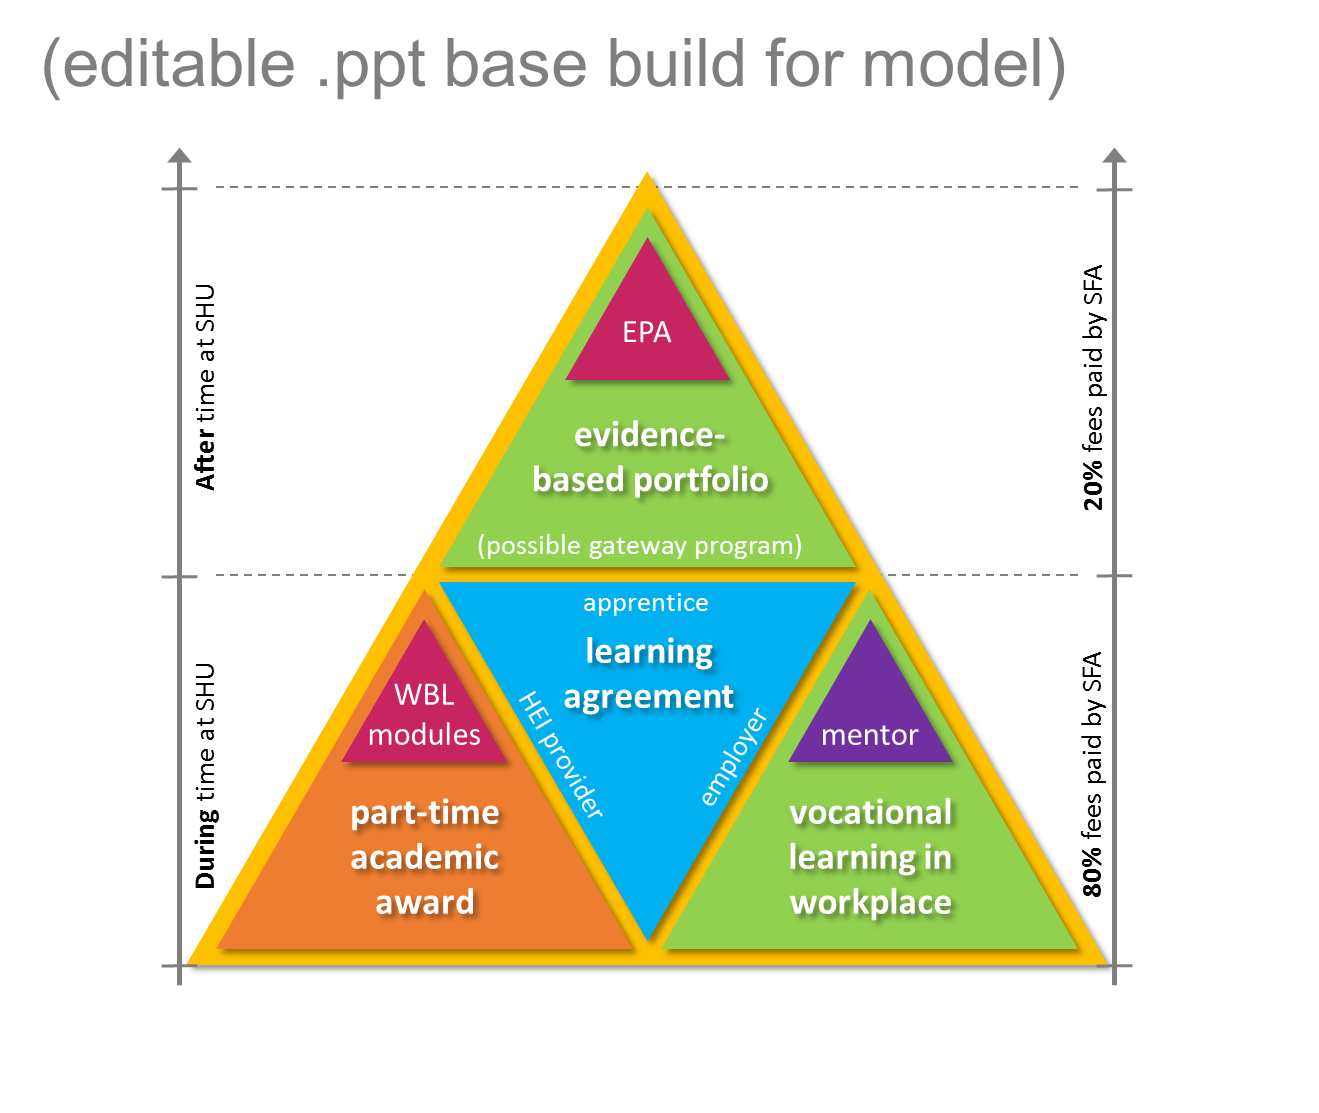 (editable .ppt base build for model)
After time at SHU
20% fees paid by SFA
EPA
evidence-
based portfolio
(possible gateway program)
During time at SHU
80% fees paid by SFA
apprentice
learning
agreement
HEI provider
employer
WBL
modules
part-time
academic
award
mentor
vocational
learning in
workplace